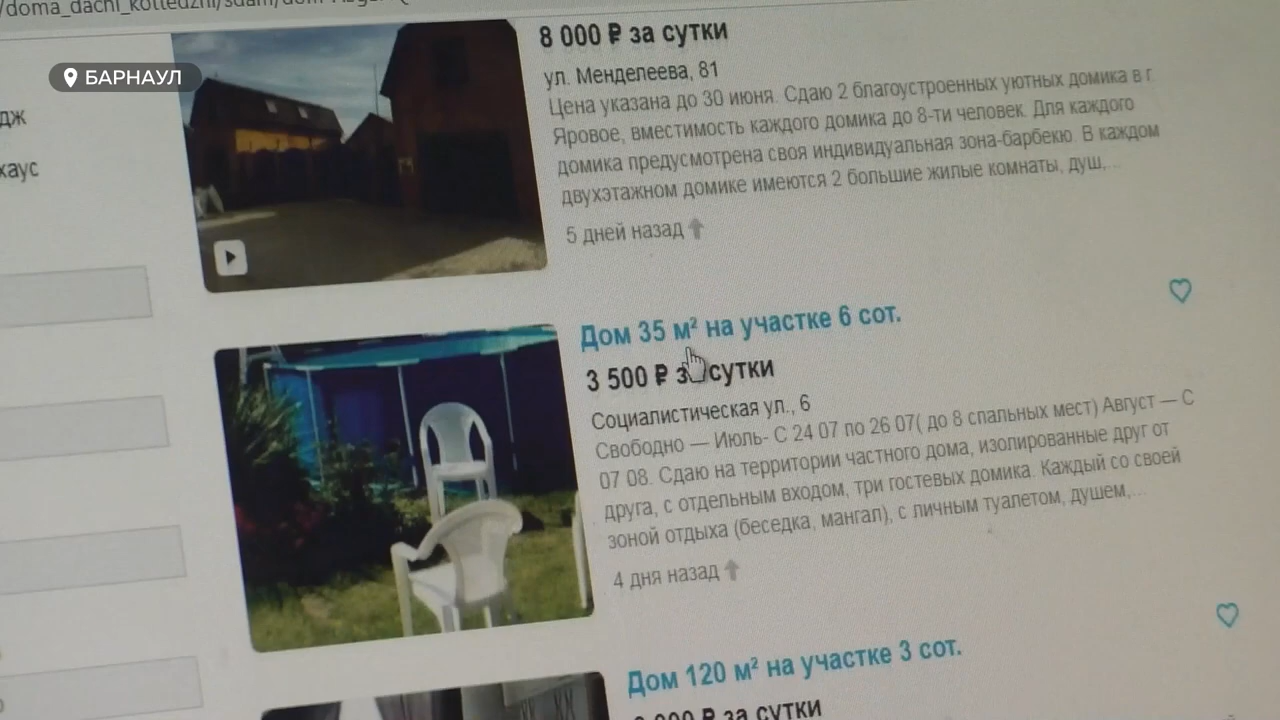 /doma_dachi_kottedzhi/sdam/dom
БАРНАУЛ
8 000 ₽ за сутки
ул. Менделеева, 81
Цена указана до 30 июня. Сдаю 2 благоустроенных уютных домика в г.
Яровое, вместимость каждого домика до 8-ти человек. Для каждого
домика предусмотрена своя индивидуальная зона-барбекю. В каждом
двухэтажном домике имеются 2 большие жилые комнаты, душ,...
5 дней назад
дж
хаус
Дом 35 м² на участке 6 сот.
3 500 ₽ з сутки
Социалистическая ул., 6
Свободно — Июль- С 24 07 по 26 07( до 8 спальных мест) Август — С
07 08. Сдаю на территории частного дома, изолированные друг от
друга, с отдельным входом, три гостевых домика. Каждый со своей
зоной отдыха (беседка, мангал), с личным туалетом, душем,...
4 дня назад
Дом 120 м² на участке 3 сот.
000 ₽ за сутки